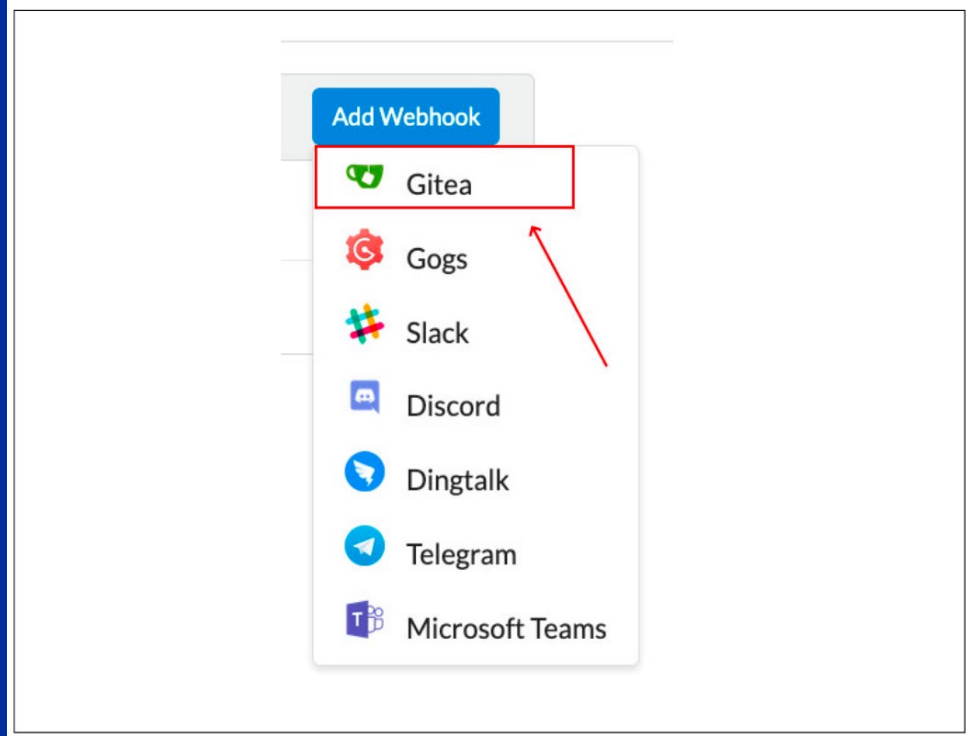 Add Webhook
Gitea
Gogs
Slack
Discord
Dingtalk
Telegram
Microsoft Teams